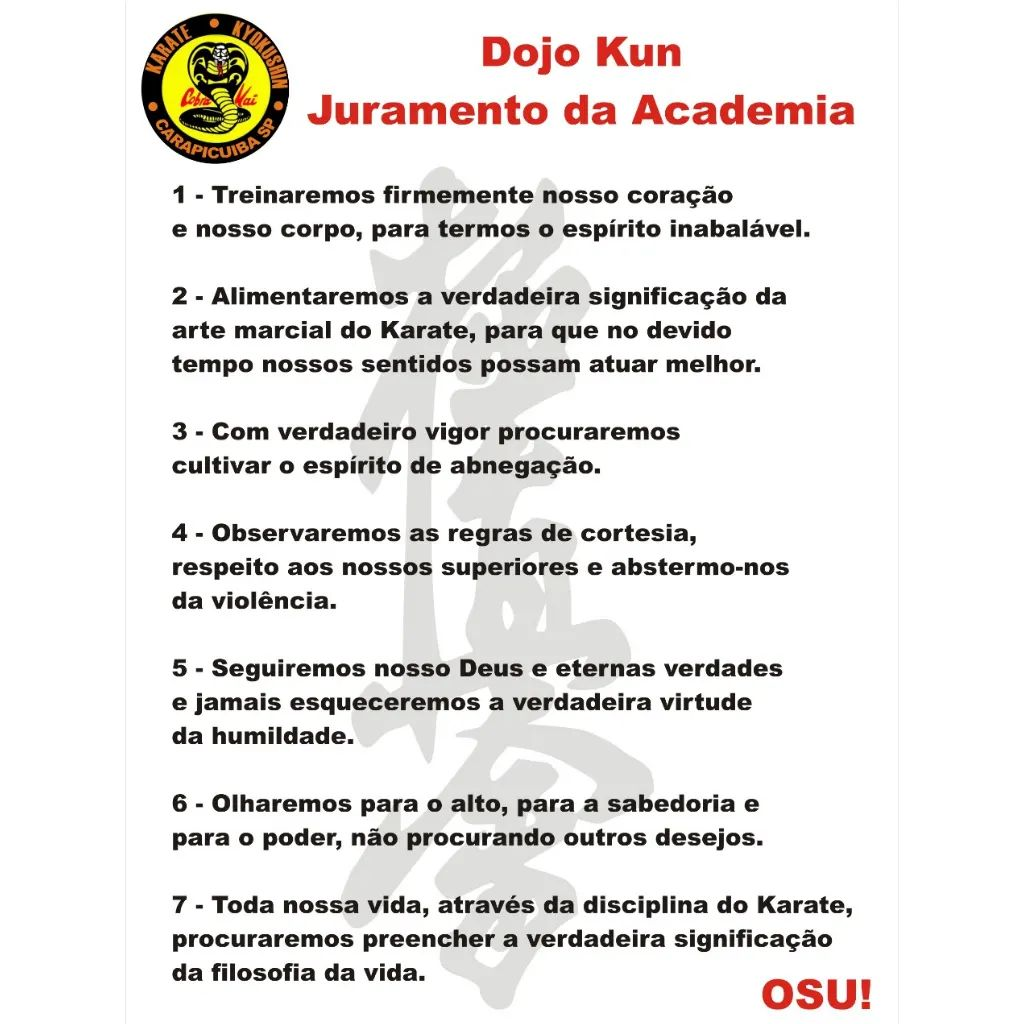 KARATE • KYOKUSHIN
Cobra Kai
• CARAPICUIBA SP •
Dojo Kun
Juramento da Academia
1 - Treinaremos firmemente nosso coração
e nosso corpo, para termos o espírito inabalável.
2 - Alimentaremos a verdadeira significação da
arte marcial do Karate, para que no devido
tempo nossos sentidos possam atuar melhor.
3 - Com verdadeiro vigor procuraremos
cultivar o espírito de abnegação.
4 - Observaremos as regras de cortesia,
respeito aos nossos superiores e abstermo-nos
da violência.
5 - Seguiremos nosso Deus e eternas verdades
e jamais esqueceremos a verdadeira virtude
da humildade.
6 - Olharemos para o alto, para a sabedoria e
para o poder, não procurando outros desejos.
7 - Toda nossa vida, através da disciplina do Karate,
procuraremos preencher a verdadeira significação
da filosofia da vida.
OSU!
極真会